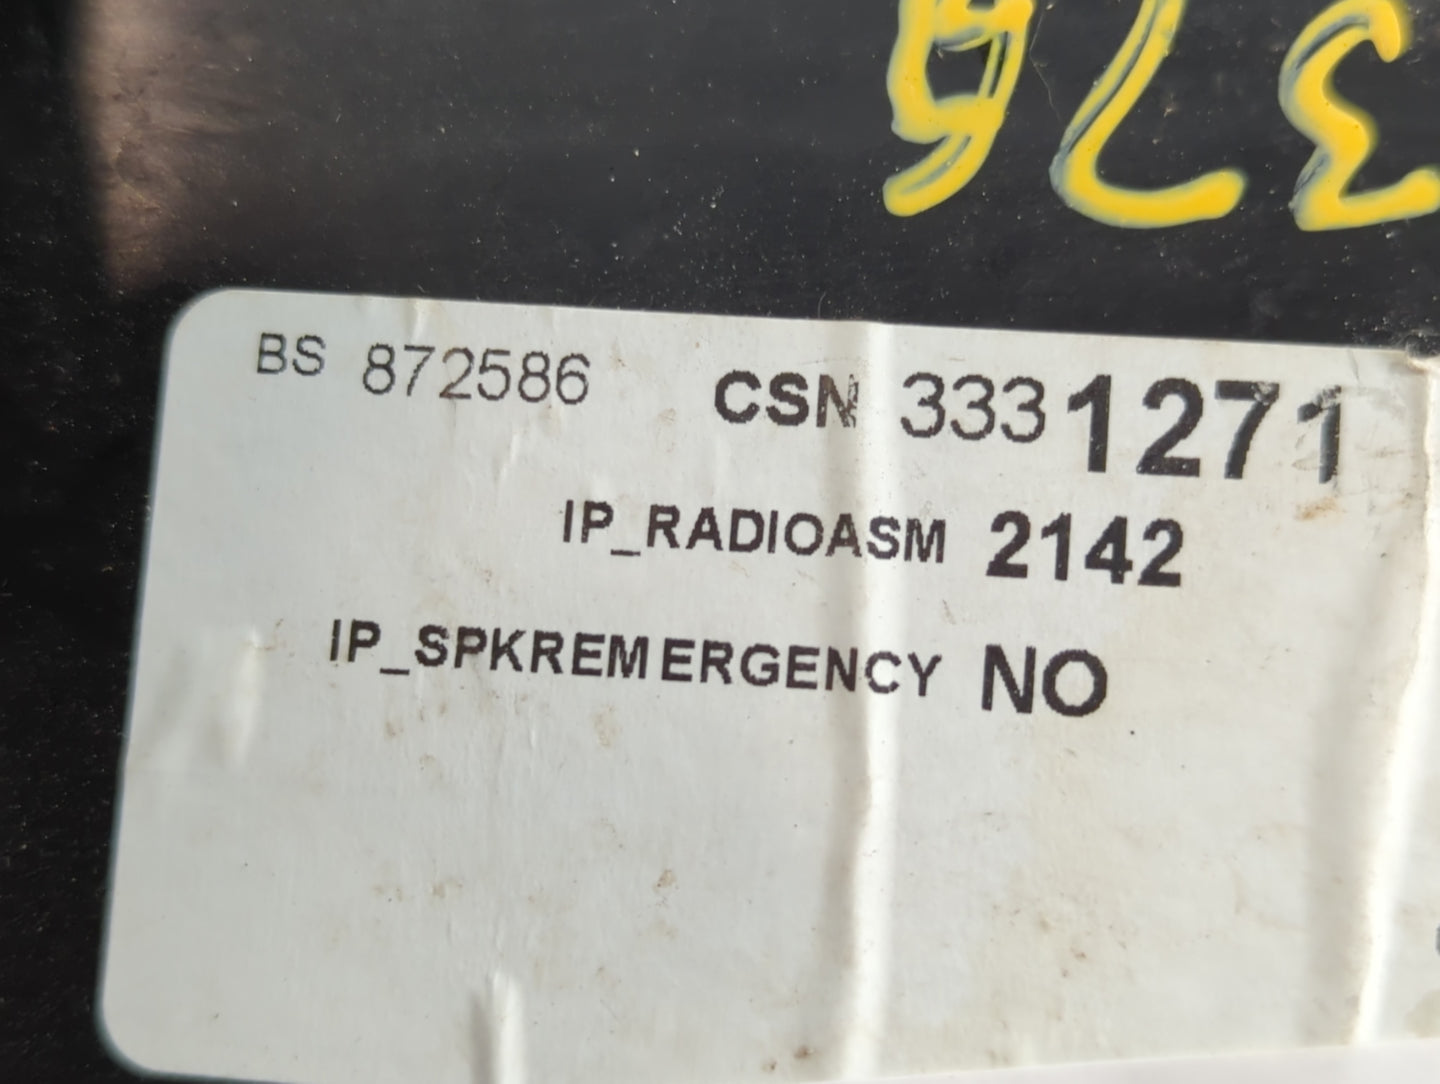 BS 872586 CSN 3331271
IP_RADIOASM 2142
IP_SPKREMERGENCY NO